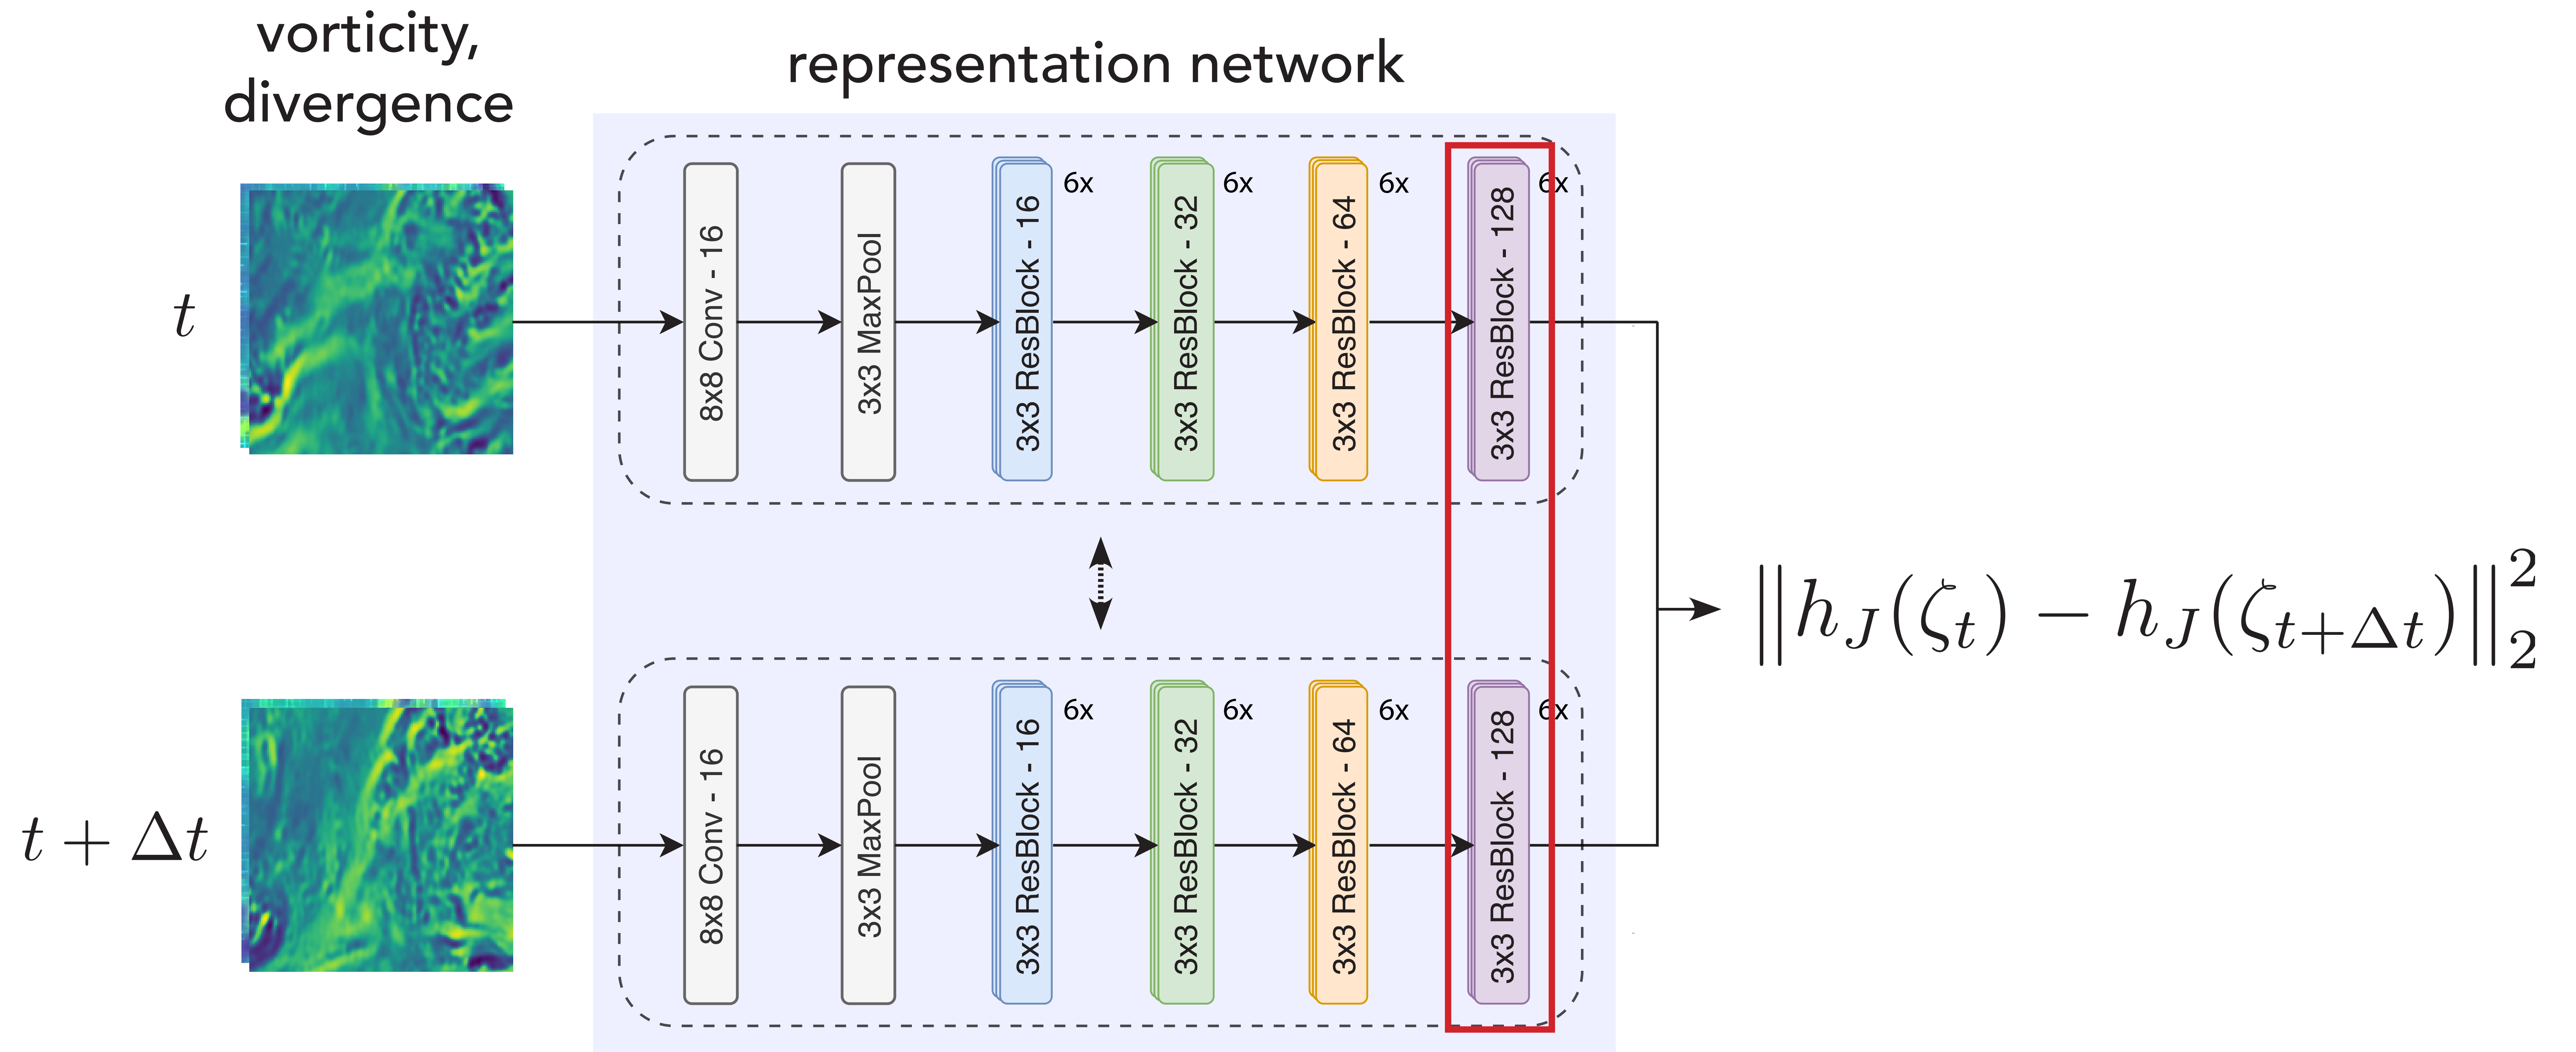 vorticity,
divergence
representation network
t
8x8 Conv - 16
3x3 MaxPool
3x3 ResBlock - 16
6x
3x3 ResBlock - 32
6x
3x3 ResBlock - 64
6x
3x3 ResBlock - 128
6x
t + Δt
8x8 Conv - 16
3x3 MaxPool
3x3 ResBlock - 16
6x
3x3 ResBlock - 32
6x
3x3 ResBlock - 64
6x
3x3 ResBlock - 128
6x
‖h_J(ζ_t) − h_J(ζ_{t+Δt})‖_2^2